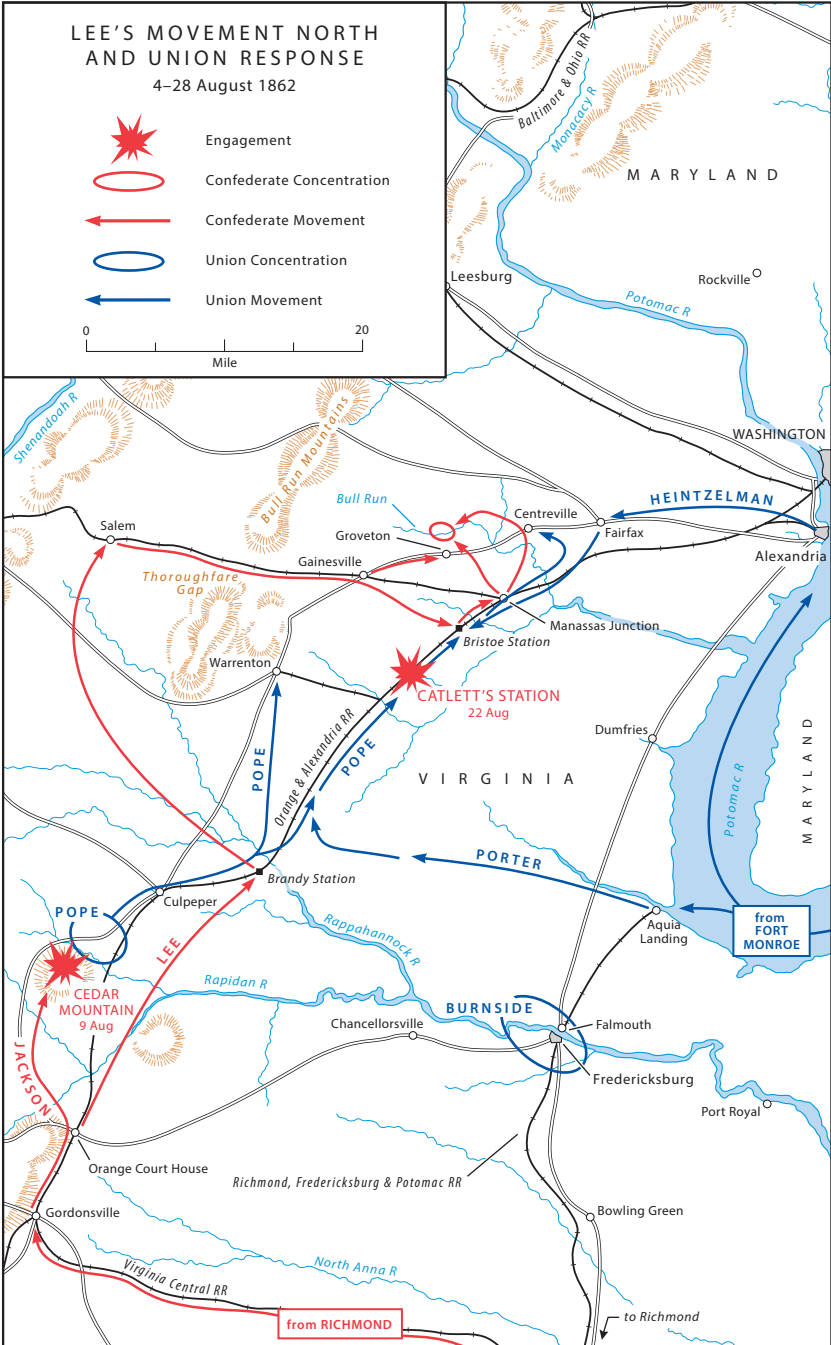 LEE'S MOVEMENT NORTH
AND UNION RESPONSE
4–28 August 1862
Engagement
Confederate Concentration
Confederate Movement
Union Concentration
Union Movement
0
20
Mile
Baltimore & Ohio RR
Monacacy R
MARYLAND
Leesburg
Rockville
Potomac R
Shenandoah R
Bull Run Mountains
WASHINGTON
Bull Run
Centreville
HEINTZELMAN
Salem
Groveton
Fairfax
Alexandria
Gainesville
Thoroughfare
Gap
Manassas Junction
Bristoe Station
Warrenton
CATLETT'S STATION
22 Aug
Dumfries
POPE
Orange & Alexandria RR
POPE
VIRGINIA
Potomac R
MARYLAND
PORTER
Brandy Station
Culpeper
POPE
LEE
Aquia
Landing
from
FORT
MONROE
Rappahannock R
Rapidan R
CEDAR
MOUNTAIN
9 Aug
BURNSIDE
Chancellorsville
Falmouth
JACKSON
Fredericksburg
Port Royal
Orange Court House
Richmond, Fredericksburg & Potomac RR
Gordonsville
Bowling Green
North Anna R
Virginia Central RR
from RICHMOND
to Richmond